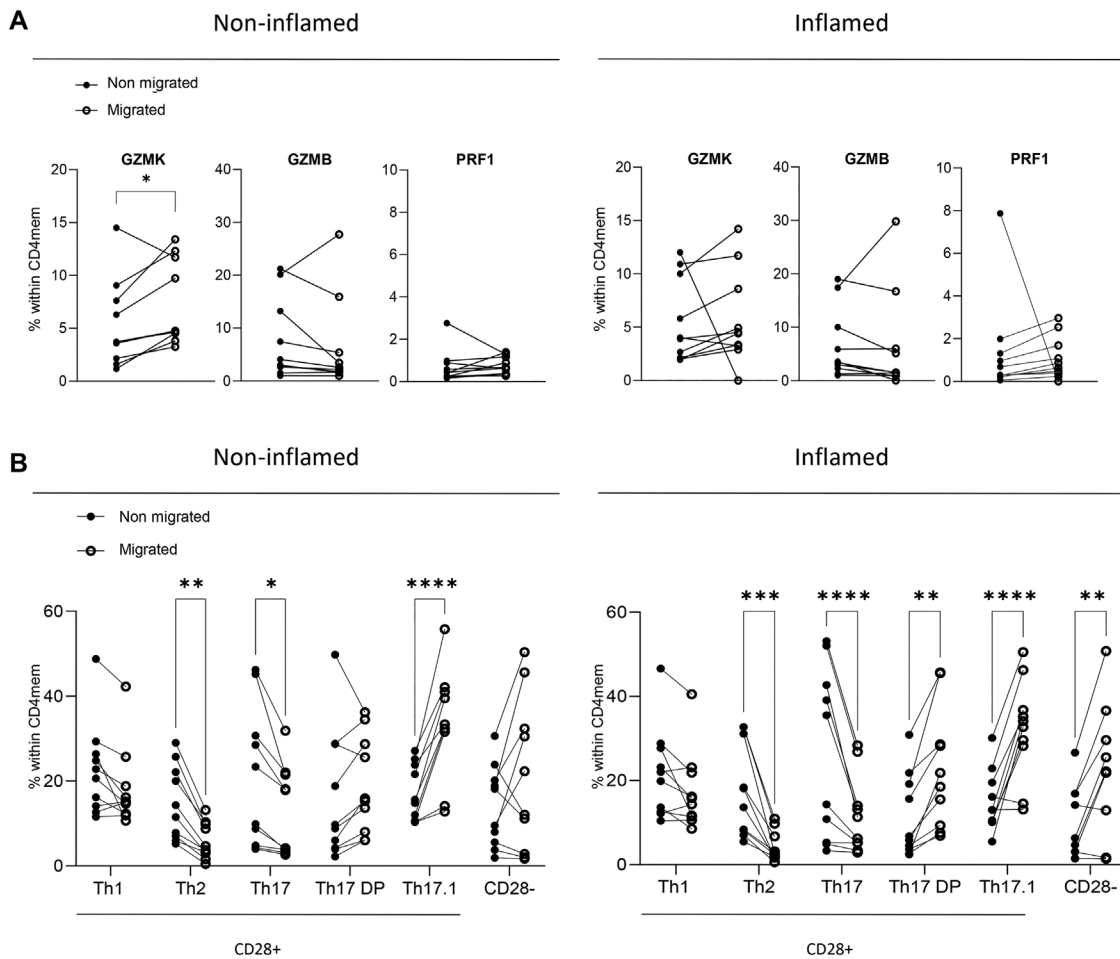 A
Non-inflamed
Inflamed
Non migrated
Migrated
GZMK
GZMB
PRF1
GZMK
GZMB
PRF1
% within CD4mem
20
15
10
5
0
*
40
30
20
10
0
10
8
6
4
2
0
% within CD4mem
20
15
10
5
0
40
30
20
10
0
10
8
6
4
2
0
B
Non-inflamed
Inflamed
Non migrated
Migrated
% within CD4mem
60
40
20
0
** * ****
Th1 Th2 Th17 Th17 DP Th17.1 CD28-
CD28+
% within CD4mem
60
40
20
0
*** **** ** **** **
Th1 Th2 Th17 Th17 DP Th17.1 CD28-
CD28+